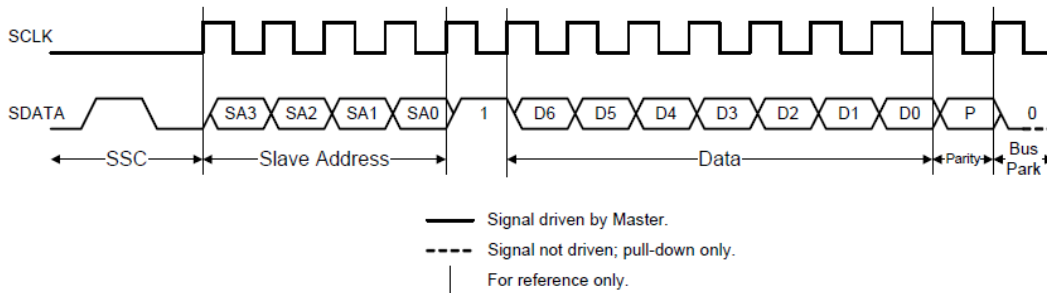 SCLK
SDATA SA3 SA2 SA1 SA0 1 D6 D5 D4 D3 D2 D1 D0 P 0
SSC Slave Address Data Parity Bus Park
Signal driven by Master.
Signal not driven; pull-down only.
For reference only.